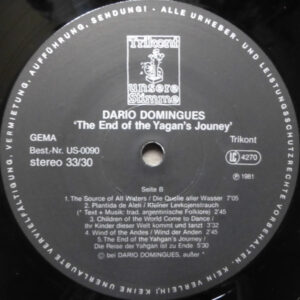 KEIN VERLEIH! KEINE UNERLAUBTE VERVIELFÄLTIGUNG, VERMIETUNG, AUFFÜHRUNG, SENDUNG! - ALLE URHEBER- UND LEISTUNGSSCHUTZRECHTE VORBEHALTEN.
Trikont
unsere
Stimme
DARIO DOMINGUES
'The End of the Yagan's Jouney'
GEMA
Trikont
Best.-Nr. US-0090
stereo 33/30
LC 4270
℗ 1981
Seite B
1. The Source of All Waters / Die Quelle aller Wasser 7'05
2. Plantida de Aleli / Kleiner Levkojenstrauch
(* Text + Musik: trad. argentinische Folklore) 2'45
3. Children of the World Come to Dance /
Ihr Kinder dieser Welt kommt und tanzt 3'46
4. Wind of the Andes / Wind der Anden 2'45
5. The End of the Yahgan's Journey /
Die Reise der Yahgan ist zu Ende 5'30
© bei DARIO DOMINGUES, außer *